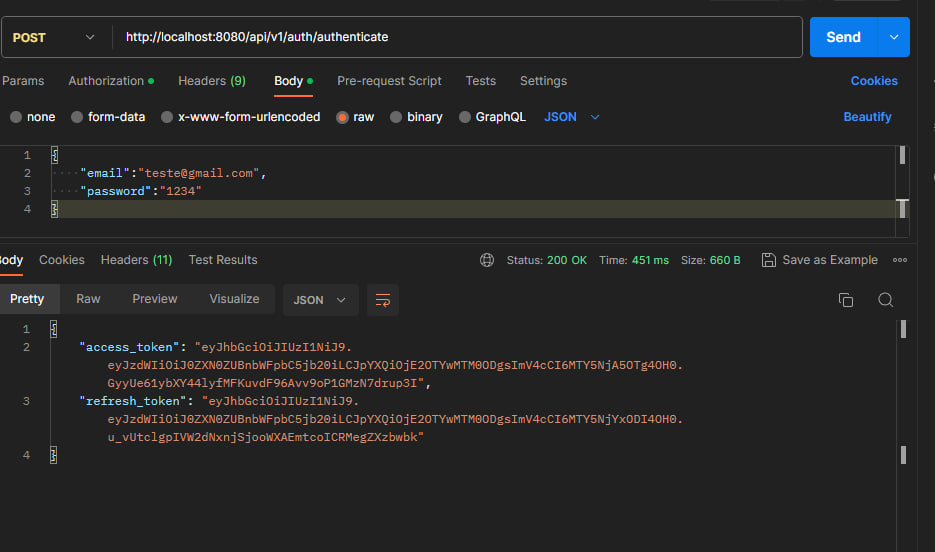 POST http://localhost:8080/api/v1/auth/authenticate Send
Params Authorization Headers (9) Body Pre-request Script Tests Settings Cookies
none form-data x-www-form-urlencoded raw binary GraphQL JSON Beautify
1 {
2 "email":"teste@gmail.com",
3 "password":"1234"
4 }
Body Cookies Headers (11) Test Results Status: 200 OK Time: 451 ms Size: 660 B Save as Example
Pretty Raw Preview Visualize JSON
1 {
2 "access_token": "eyJhbGciOiJIUzI1NiJ9.
eyJzdWIiOiJ0ZXN0ZUBnbWFpbC5jb20iLCJpYXQiOjE2OTYwMTM0ODgsImV4cCI6MTY5NjA5OTg4OH0.
GyyUe61ybXY44lyfMFKuvdF96Avv9oP1GMzN7drup3I",
3 "refresh_token": "eyJhbGciOiJIUzI1NiJ9.
eyJzdWIiOiJ0ZXN0ZUBnbWFpbC5jb20iLCJpYXQiOjE2OTYwMTM0ODgsImV4cCI6MTY5NjYxODI4OH0.
u_vUtclgpIVW2dNxnjSjooWXAEmtcoICRMegZXzbwbk"
4 }